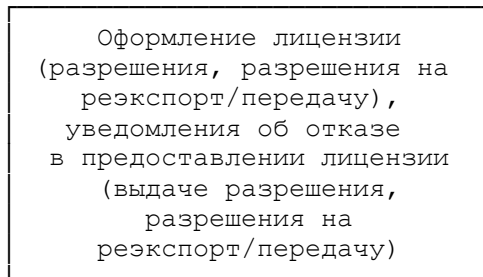 Оформление лицензии
(разрешения, разрешения на
реэкспорт/передачу),
уведомления об отказе
в предоставлении лицензии
(выдаче разрешения,
разрешения на
реэкспорт/передачу)